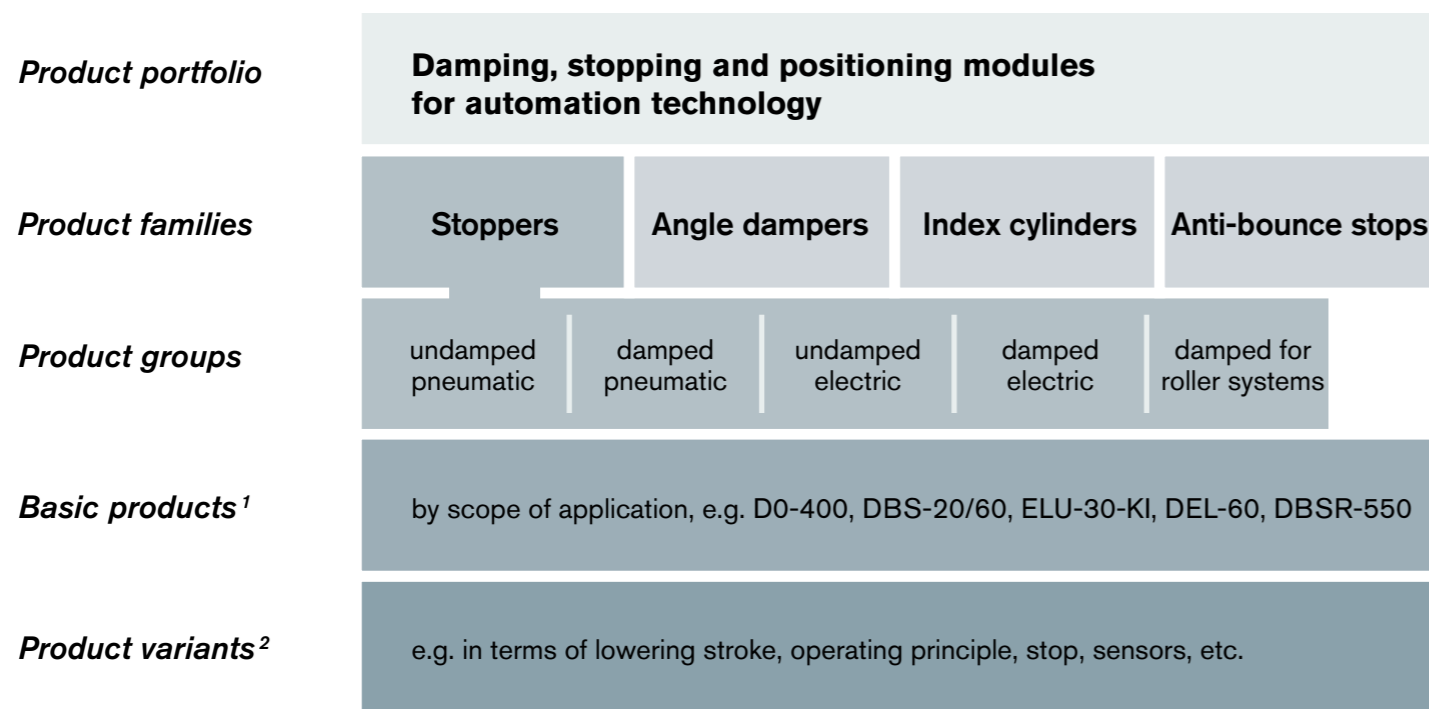 Product portfolio
Damping, stopping and positioning modules
for automation technology
Product families
Stoppers
Angle dampers
Index cylinders
Anti-bounce stops
Product groups
undamped
pneumatic
damped
pneumatic
undamped
electric
damped
electric
damped for
roller systems
Basic products¹
by scope of application, e.g. D0-400, DBS-20/60, ELU-30-KI, DEL-60, DBSR-550
Product variants²
e.g. in terms of lowering stroke, operating principle, stop, sensors, etc.